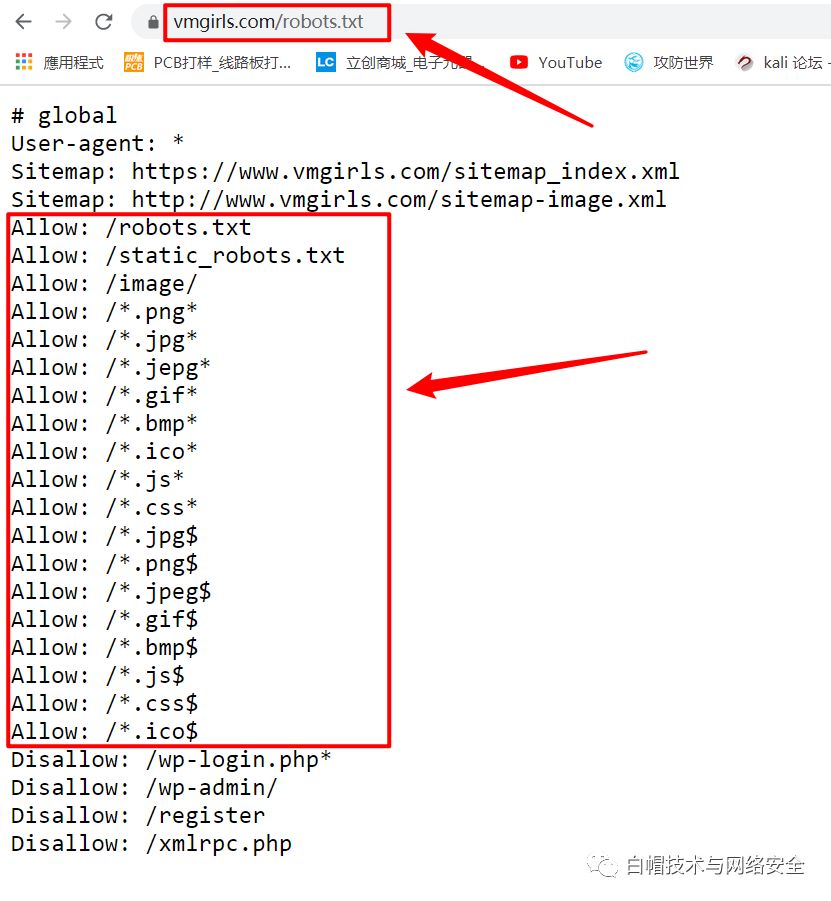 vmgirls.com/robots.txt
應用程式 PCB打样_线路板打... LC 立创商城_电子元器... YouTube 攻防世界 kali 论坛 -
# global
User-agent: *
Sitemap: https://www.vmgirls.com/sitemap_index.xml
Sitemap: http://www.vmgirls.com/sitemap-image.xml
Allow: /robots.txt
Allow: /static_robots.txt
Allow: /image/
Allow: /*.png*
Allow: /*.jpg*
Allow: /*.jepg*
Allow: /*.gif*
Allow: /*.bmp*
Allow: /*.ico*
Allow: /*.js*
Allow: /*.css*
Allow: /*.jpg$
Allow: /*.png$
Allow: /*.jpeg$
Allow: /*.gif$
Allow: /*.bmp$
Allow: /*.js$
Allow: /*.css$
Allow: /*.ico$
Disallow: /wp-login.php*
Disallow: /wp-admin/
Disallow: /register
Disallow: /xmlrpc.php
白帽技术与网络安全